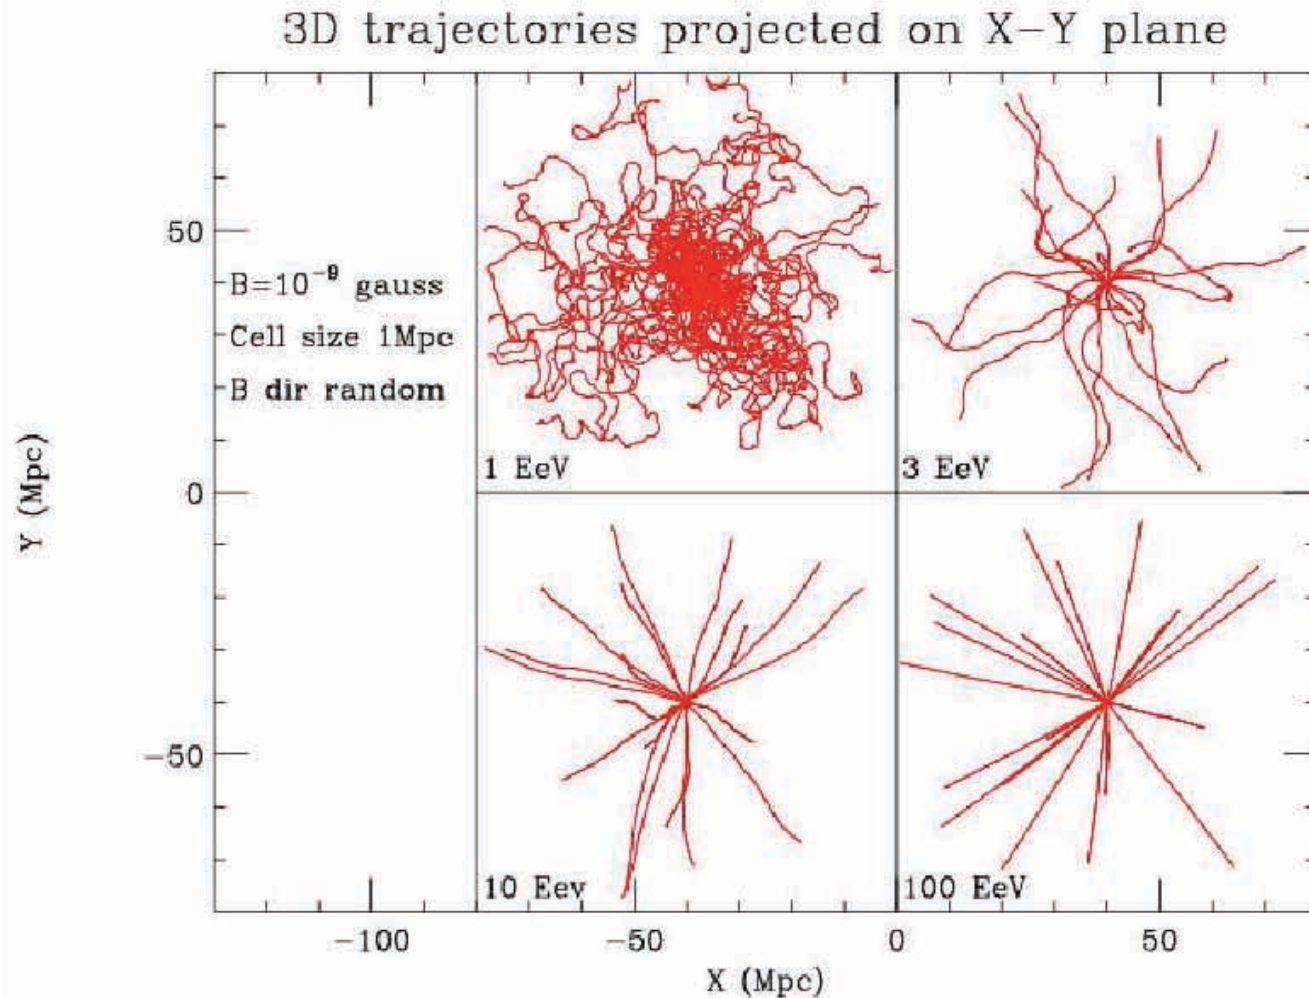 3D trajectories projected on X-Y plane
50
B=10⁻⁹ gauss
Cell size 1Mpc
B dir random
1 EeV
3 EeV
Y (Mpc)
0
-50
10 Eev
100 EeV
-100
-50
0
50
X (Mpc)